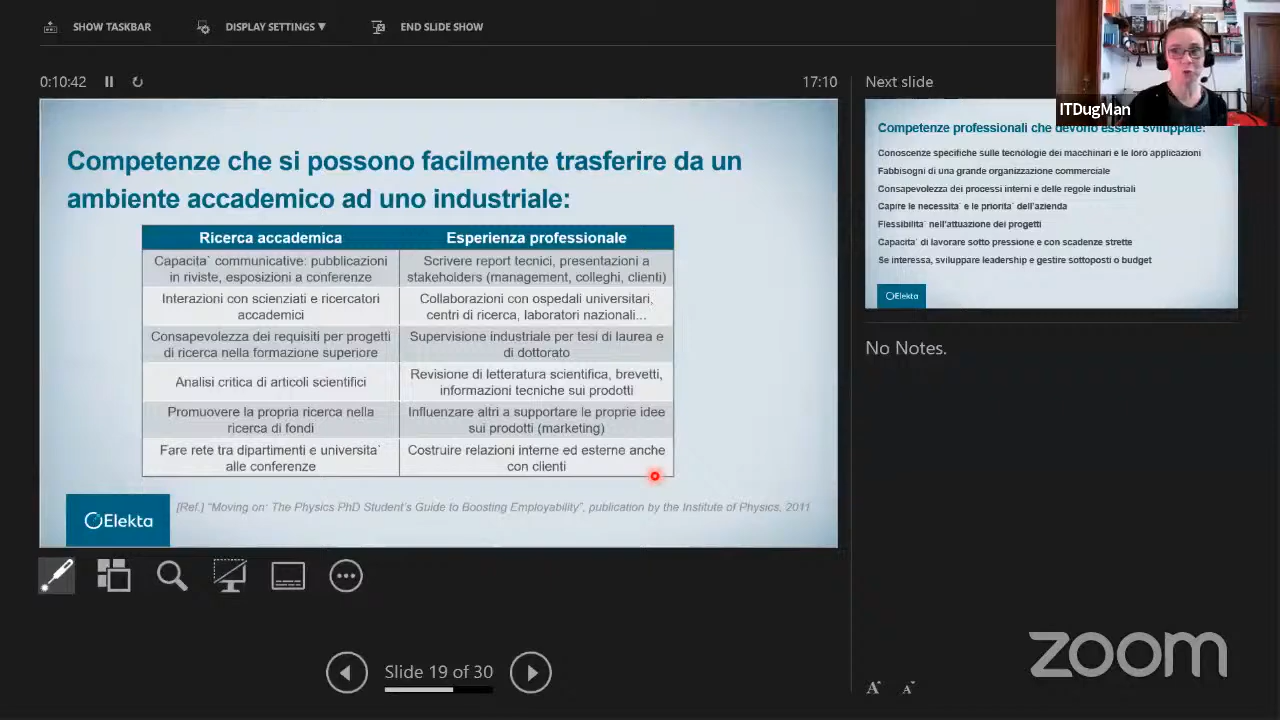 SHOW TASKBAR
DISPLAY SETTINGS ▼
END SLIDE SHOW
0:10:42
17:10
Competenze che si possono facilmente trasferire da un
ambiente accademico ad uno industriale:
Ricerca accademica
Esperienza professionale
Capacita` communicative: pubblicazioni
in riviste, esposizioni a conferenze
Scrivere report tecnici, presentazioni a
stakeholders (management, colleghi, clienti)
Interazioni con scienziati e ricercatori
accademici
Collaborazioni con ospedali universitari,
centri di ricerca, laboratori nazionali...
Consapevolezza dei requisiti per progetti
di ricerca nella formazione superiore
Supervisione industriale per tesi di laurea e
di dottorato
Analisi critica di articoli scientifici
Revisione di letteratura scientifica, brevetti,
informazioni tecniche sui prodotti
Promuovere la propria ricerca nella
ricerca di fondi
Influenzare altri a supportare le proprie idee
sui prodotti (marketing)
Fare rete tra dipartimenti e universita`
alle conferenze
Costruire relazioni interne ed esterne anche
con clienti
Elekta
[Ref.] "Moving on: The Physics PhD Student's Guide to Boosting Employability", publication by the Institute of Physics, 2011
Slide 19 of 30
Next slide
ITDugMan
Competenze professionali che devono essere sviluppate:
Conoscenze specifiche sulle tecnologie dei macchinari e le loro applicazioni
Fabbisogni di una grande organizzazione commerciale
Consapevolezza dei processi interni e delle regole industriali
Capire le necessita` e le priorita` dell'azienda
Flessibilita` nell'attuazione dei progetti
Capacita` di lavorare sotto pressione e con scadenze strette
Se interessa, sviluppare leadership e gestire sottoposti o budget
Elekta
No Notes.
A A
zoom